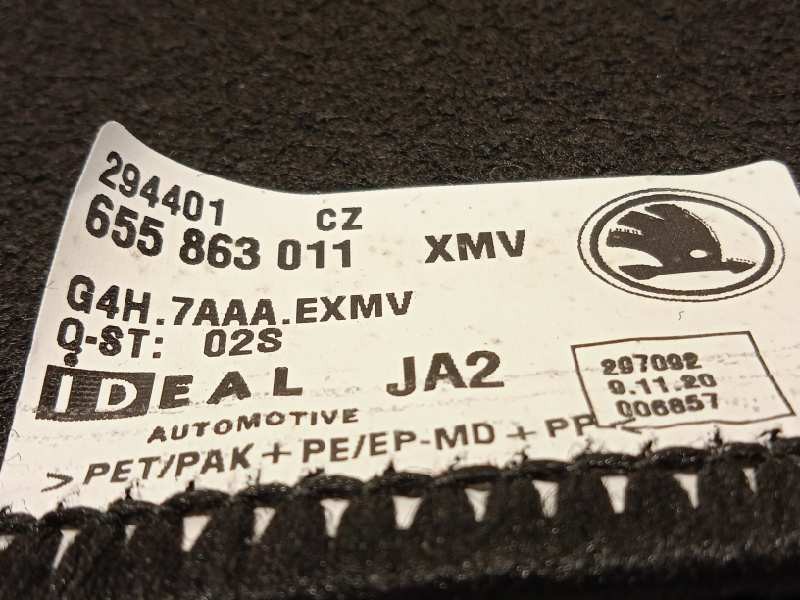 294401 CZ
655 863 011 XMV
G4H.7AAA.EXMV
Q-ST: 02S
IDEAL JA2
AUTOMOTIVE
297092
9.11.20
006857
> PET/PAK + PE/EP-MD + PP <